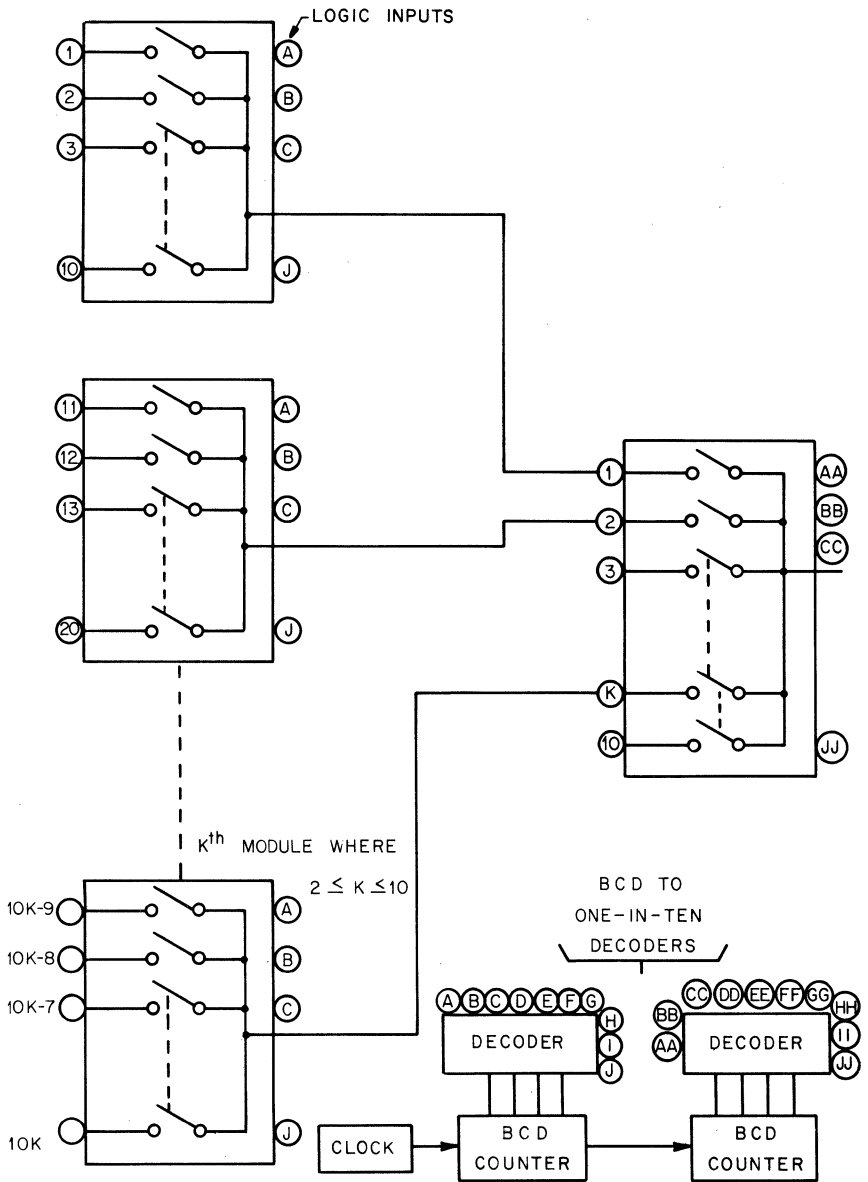 LOGIC INPUTS
1 A
2 B
3 C
10 J
11 A
12 B
13 C
20 J
1 AA
2 BB
CC
3
K
10 JJ
Kth MODULE WHERE
2 ≤ K ≤ 10
10K-9 A
10K-8 B
10K-7 C
10K J
BCD TO
ONE-IN-TEN
DECODERS
A B C D E F G
H
I
J
DECODER
CC DD EE FF GG
HH
BB
II
AA
JJ
DECODER
CLOCK
BCD
COUNTER
BCD
COUNTER